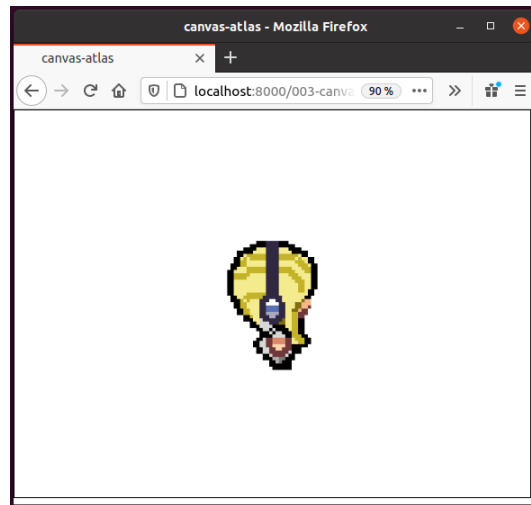 canvas-atlas - Mozilla Firefox
canvas-atlas
localhost:8000/003-canva
90 %